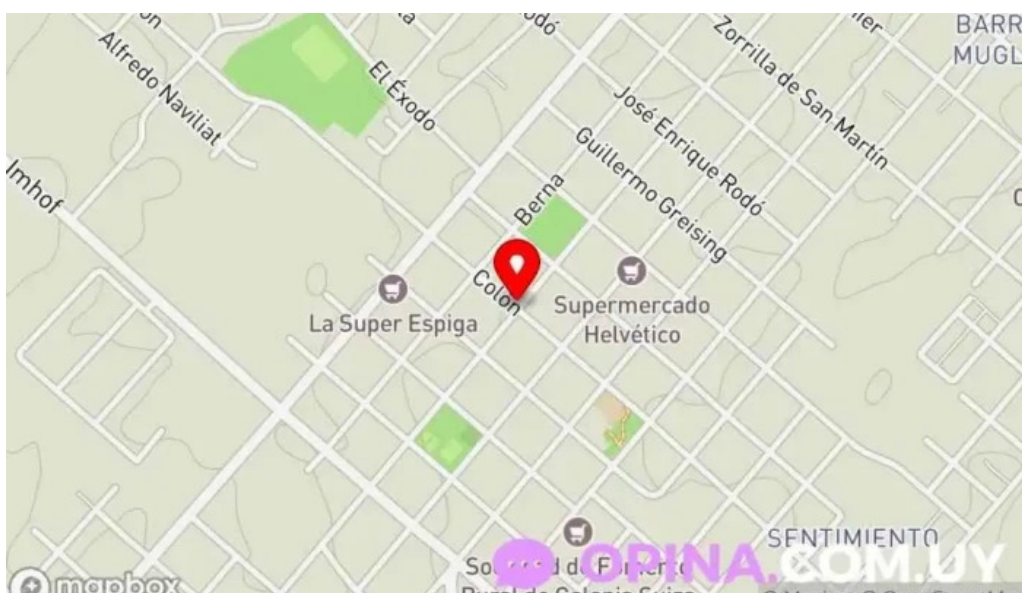 BARR
MUGL
Zorrilla de San Martín
Alfredo Naviliat
El Éxodo
José Enrique Rodó
Guillermo Greising
Imhof
Berna
Colón
La Super Espiga
Supermercado
Helvético
SENTIMIENTO
OPINA.COM.UY
mapbox